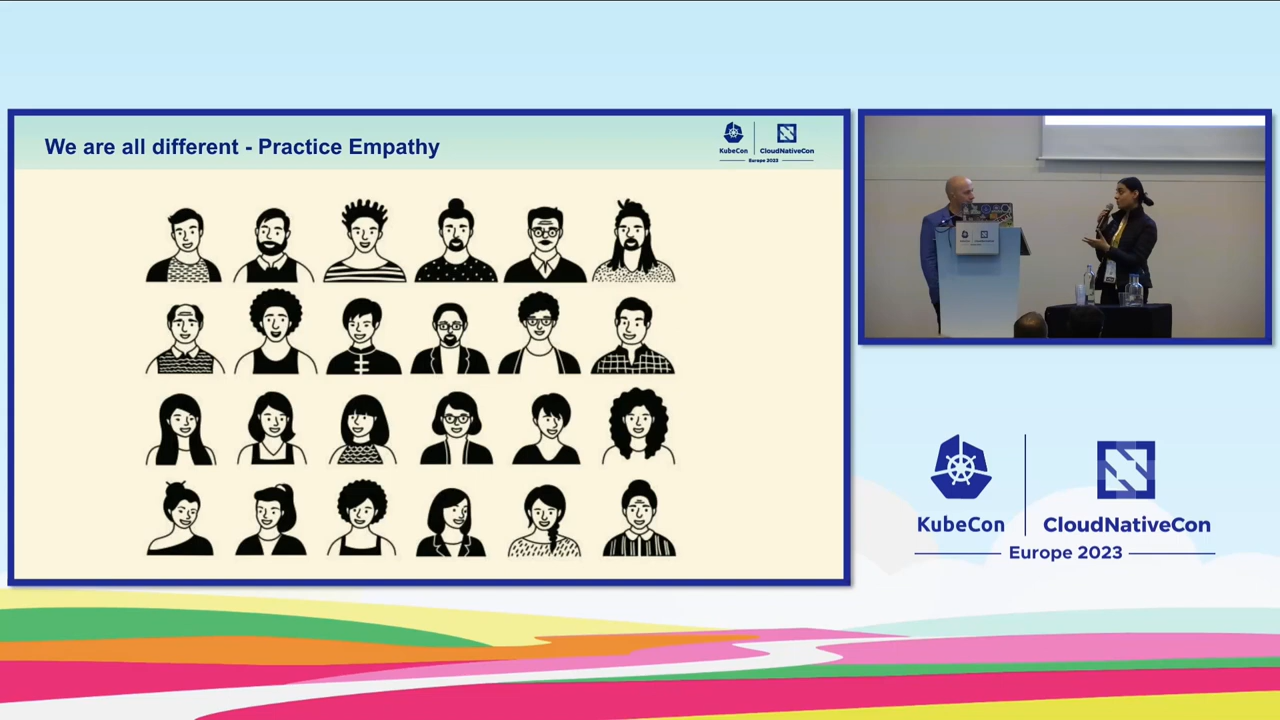 We are all different - Practice Empathy
KubeCon
CloudNativeCon
Europe 2023
KubeCon
CloudNativeCon
Europe 2023